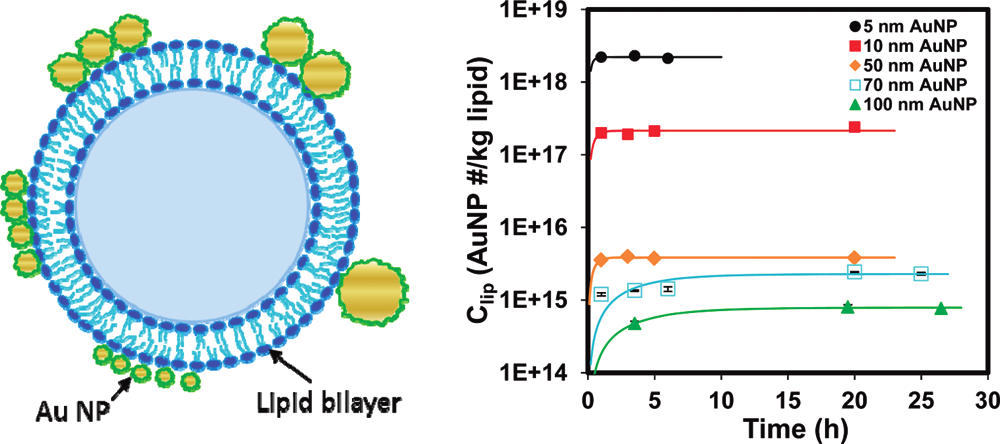 Au NP
Lipid bilayer
C_lip (AuNP #/kg lipid)
1E+19
1E+18
1E+17
1E+16
1E+15
1E+14
5 nm AuNP
10 nm AuNP
50 nm AuNP
70 nm AuNP
100 nm AuNP
0 5 10 15 20 25 30
Time (h)